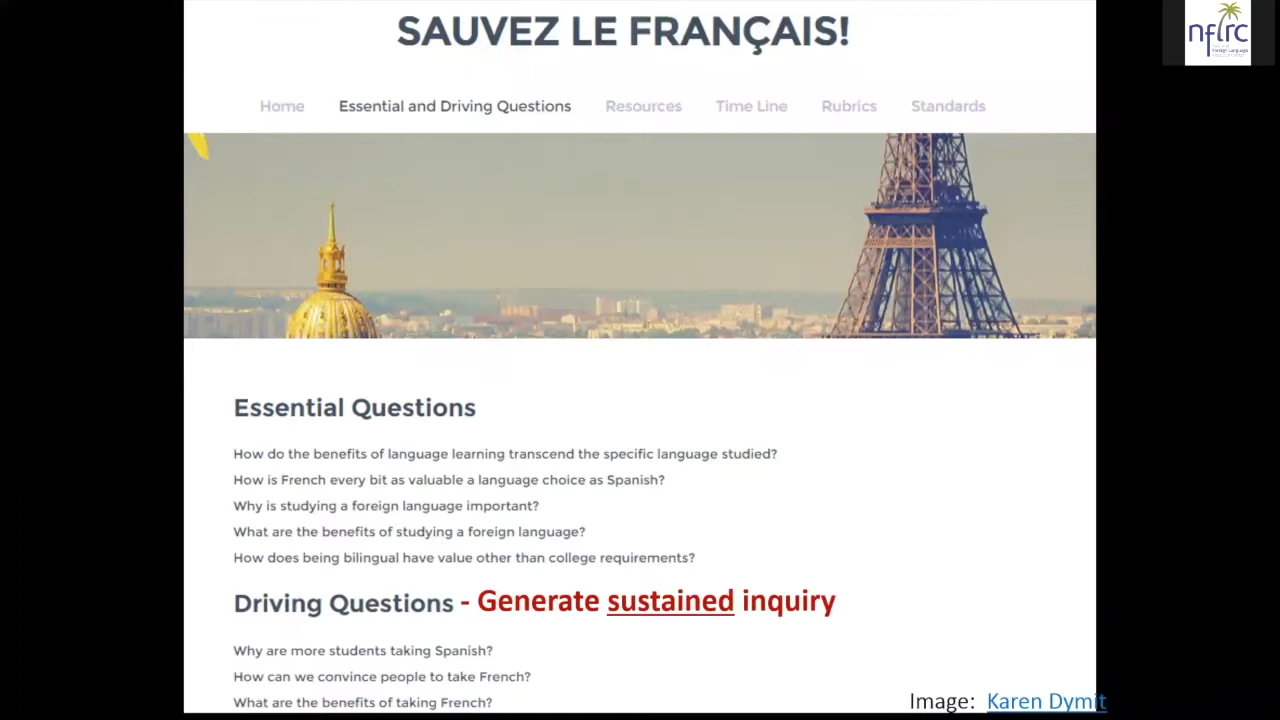 SAUVEZ LE FRANÇAIS!
nflrc
Foreign Language
Home Essential and Driving Questions Resources Time Line Rubrics Standards
Essential Questions
How do the benefits of language learning transcend the specific language studied?
How is French every bit as valuable a language choice as Spanish?
Why is studying a foreign language important?
What are the benefits of studying a foreign language?
How does being bilingual have value other than college requirements?
Driving Questions - Generate sustained inquiry
Why are more students taking Spanish?
How can we convince people to take French?
What are the benefits of taking French?
Image: Karen Dymit